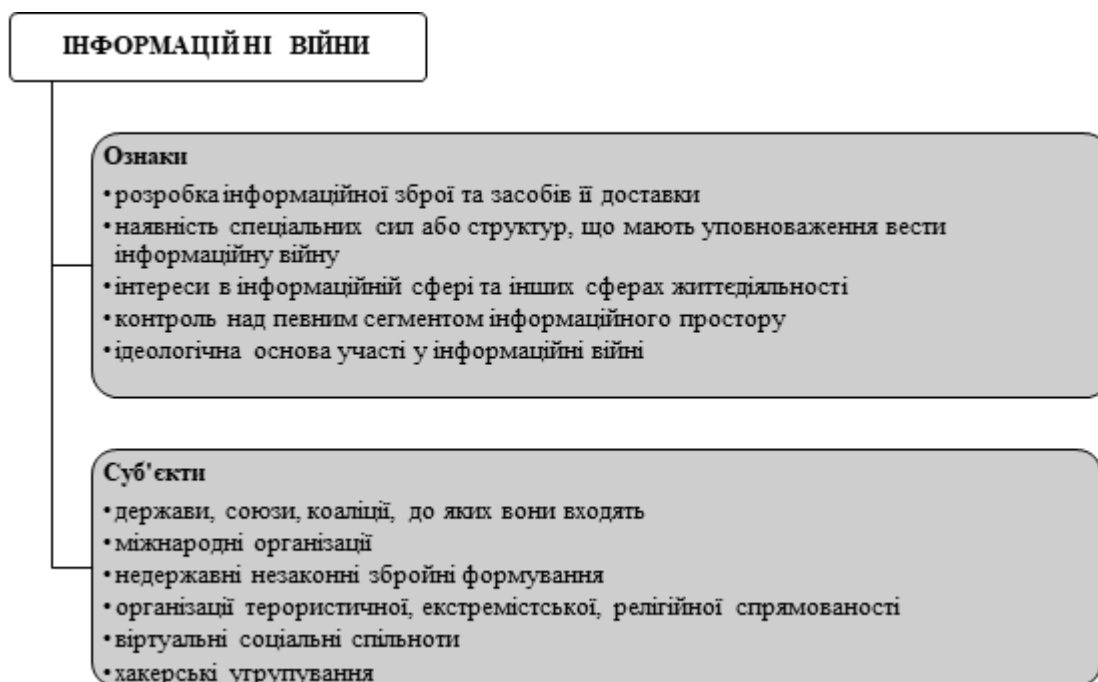 ІНФОРМАЦІЙНІ ВІЙНИ
Ознаки
•розробка інформаційної зброї та засобів її доставки
•наявність спеціальних сил або структур, що мають уповноваження вести
інформаційну війну
•інтереси в інформаційній сфері та інших сферах життєдіяльності
•контроль над певним сегментом інформаційного простору
•ідеологічна основа участі у інформаційні війні
Суб'єкти
•держави, союзи, коаліції, до яких вони входять
•міжнародні організації
•недержавні незаконні збройні формування
•організації терористичної, екстремістської, релігійної спрямованості
•віртуальні соціальні спільноти
•хакерські угрупування